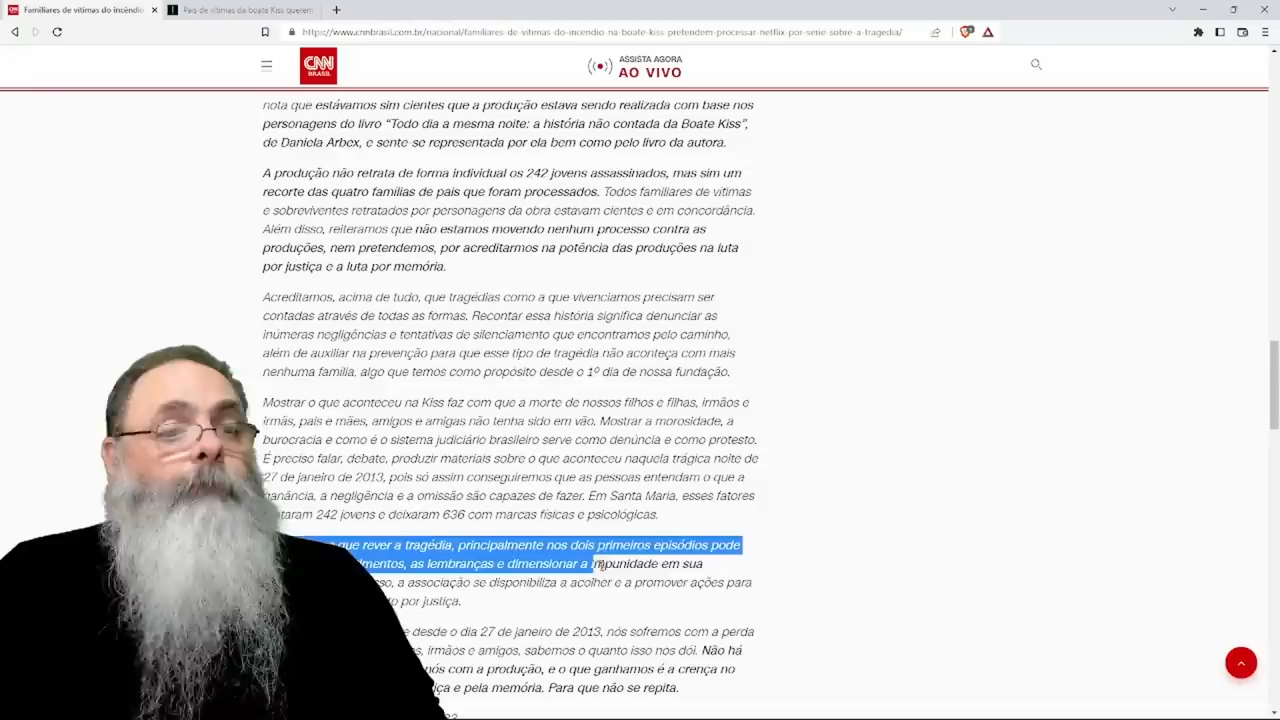 Familiares de vítimas do incêndio
Pais de vítimas da boate Kiss querem
https://www.cnnbrasil.com.br/nacional/familiares-de-vitimas-do-incendio-na-boate-kiss-pretendem-processar-netflix-por-serie-sobre-a-tragedia/
CNN
BRASIL
ASSISTA AGORA
AO VIVO
nota que estávamos sim cientes que a produção estava sendo realizada com base nos
personagens do livro “Todo dia a mesma noite: a história não contada da Boate Kiss”,
de Daniela Arbex, e sente-se representada por ela bem como pelo livro da autora.
A produção não retrata de forma individual os 242 jovens assassinados, mas sim um
recorte das quatro famílias de pais que foram processados. Todos familiares de vítimas
e sobreviventes retratados por personagens da obra estavam cientes e em concordância.
Além disso, reiteramos que não estamos movendo nenhum processo contra as
produções, nem pretendemos, por acreditarmos na potência das produções na luta
por justiça e a luta por memória.
Acreditamos, acima de tudo, que tragédias como a que vivenciamos precisam ser
contadas através de todas as formas. Recontar essa história significa denunciar as
inúmeras negligências e tentativas de silenciamento que encontramos pelo caminho,
além de auxiliar na prevenção para que esse tipo de tragédia não aconteça com mais
nenhuma família, algo que temos como propósito desde o 1º dia de nossa fundação.
Mostrar o que aconteceu na Kiss faz com que a morte de nossos filhos e filhas, irmãos e
irmãs, pais e mães, amigos e amigas não tenha sido em vão. Mostrar a morosidade, a
burocracia e como é o sistema judiciário brasileiro serve como denúncia e como protesto.
É preciso falar, debate, produzir materiais sobre o que aconteceu naquela trágica noite de
27 de janeiro de 2013, pois só assim conseguiremos que as pessoas entendam o que a
ganância, a negligência e a omissão são capazes de fazer. Em Santa Maria, esses fatores
taram 242 jovens e deixaram 636 com marcas físicas e psicológicas.
que rever a tragédia, principalmente nos dois primeiros episódios pode
mentos, as lembranças e dimensionar a impunidade em sua
so, a associação se disponibiliza a acolher e a promover ações para
por justiça.
desde o dia 27 de janeiro de 2013, nós sofremos com a perda
s, irmãos e amigos, sabemos o quanto isso nos dói. Não há
nós com a produção, e o que ganhamos é a crença no
iça e pela memória. Para que não se repita.